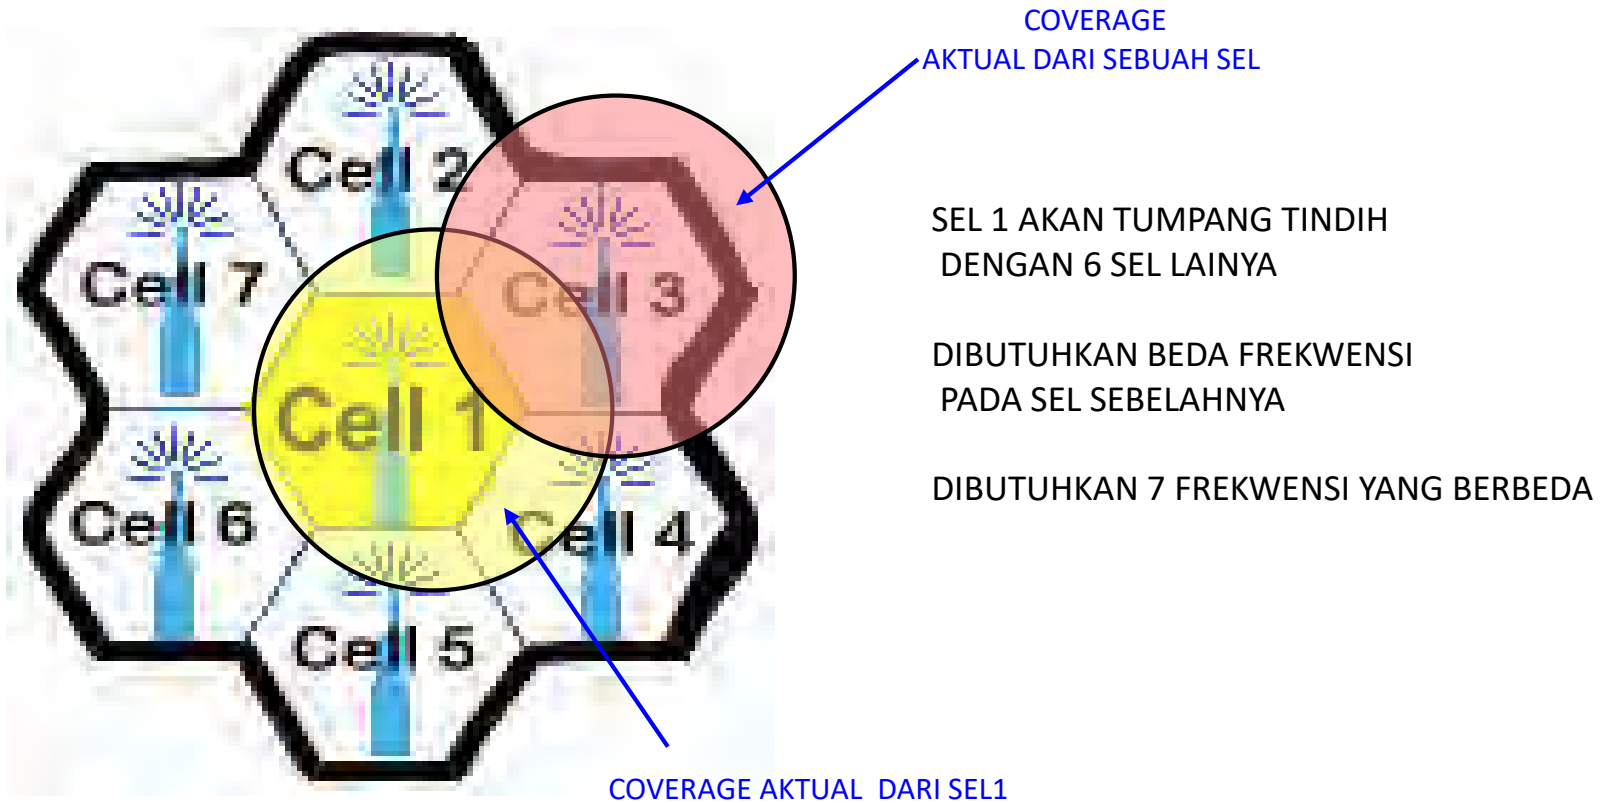 COVERAGE
AKTUAL DARI SEBUAH SEL
Cell 2
Cell 7
Cell 3
Cell 1
Cell 6
Cell 4
Cell 5
SEL 1 AKAN TUMPANG TINDIH
DENGAN 6 SEL LAINYA
DIBUTUHKAN BEDA FREKWENSI
PADA SEL SEBELAHNYA
DIBUTUHKAN 7 FREKWENSI YANG BERBEDA
COVERAGE AKTUAL DARI SEL1